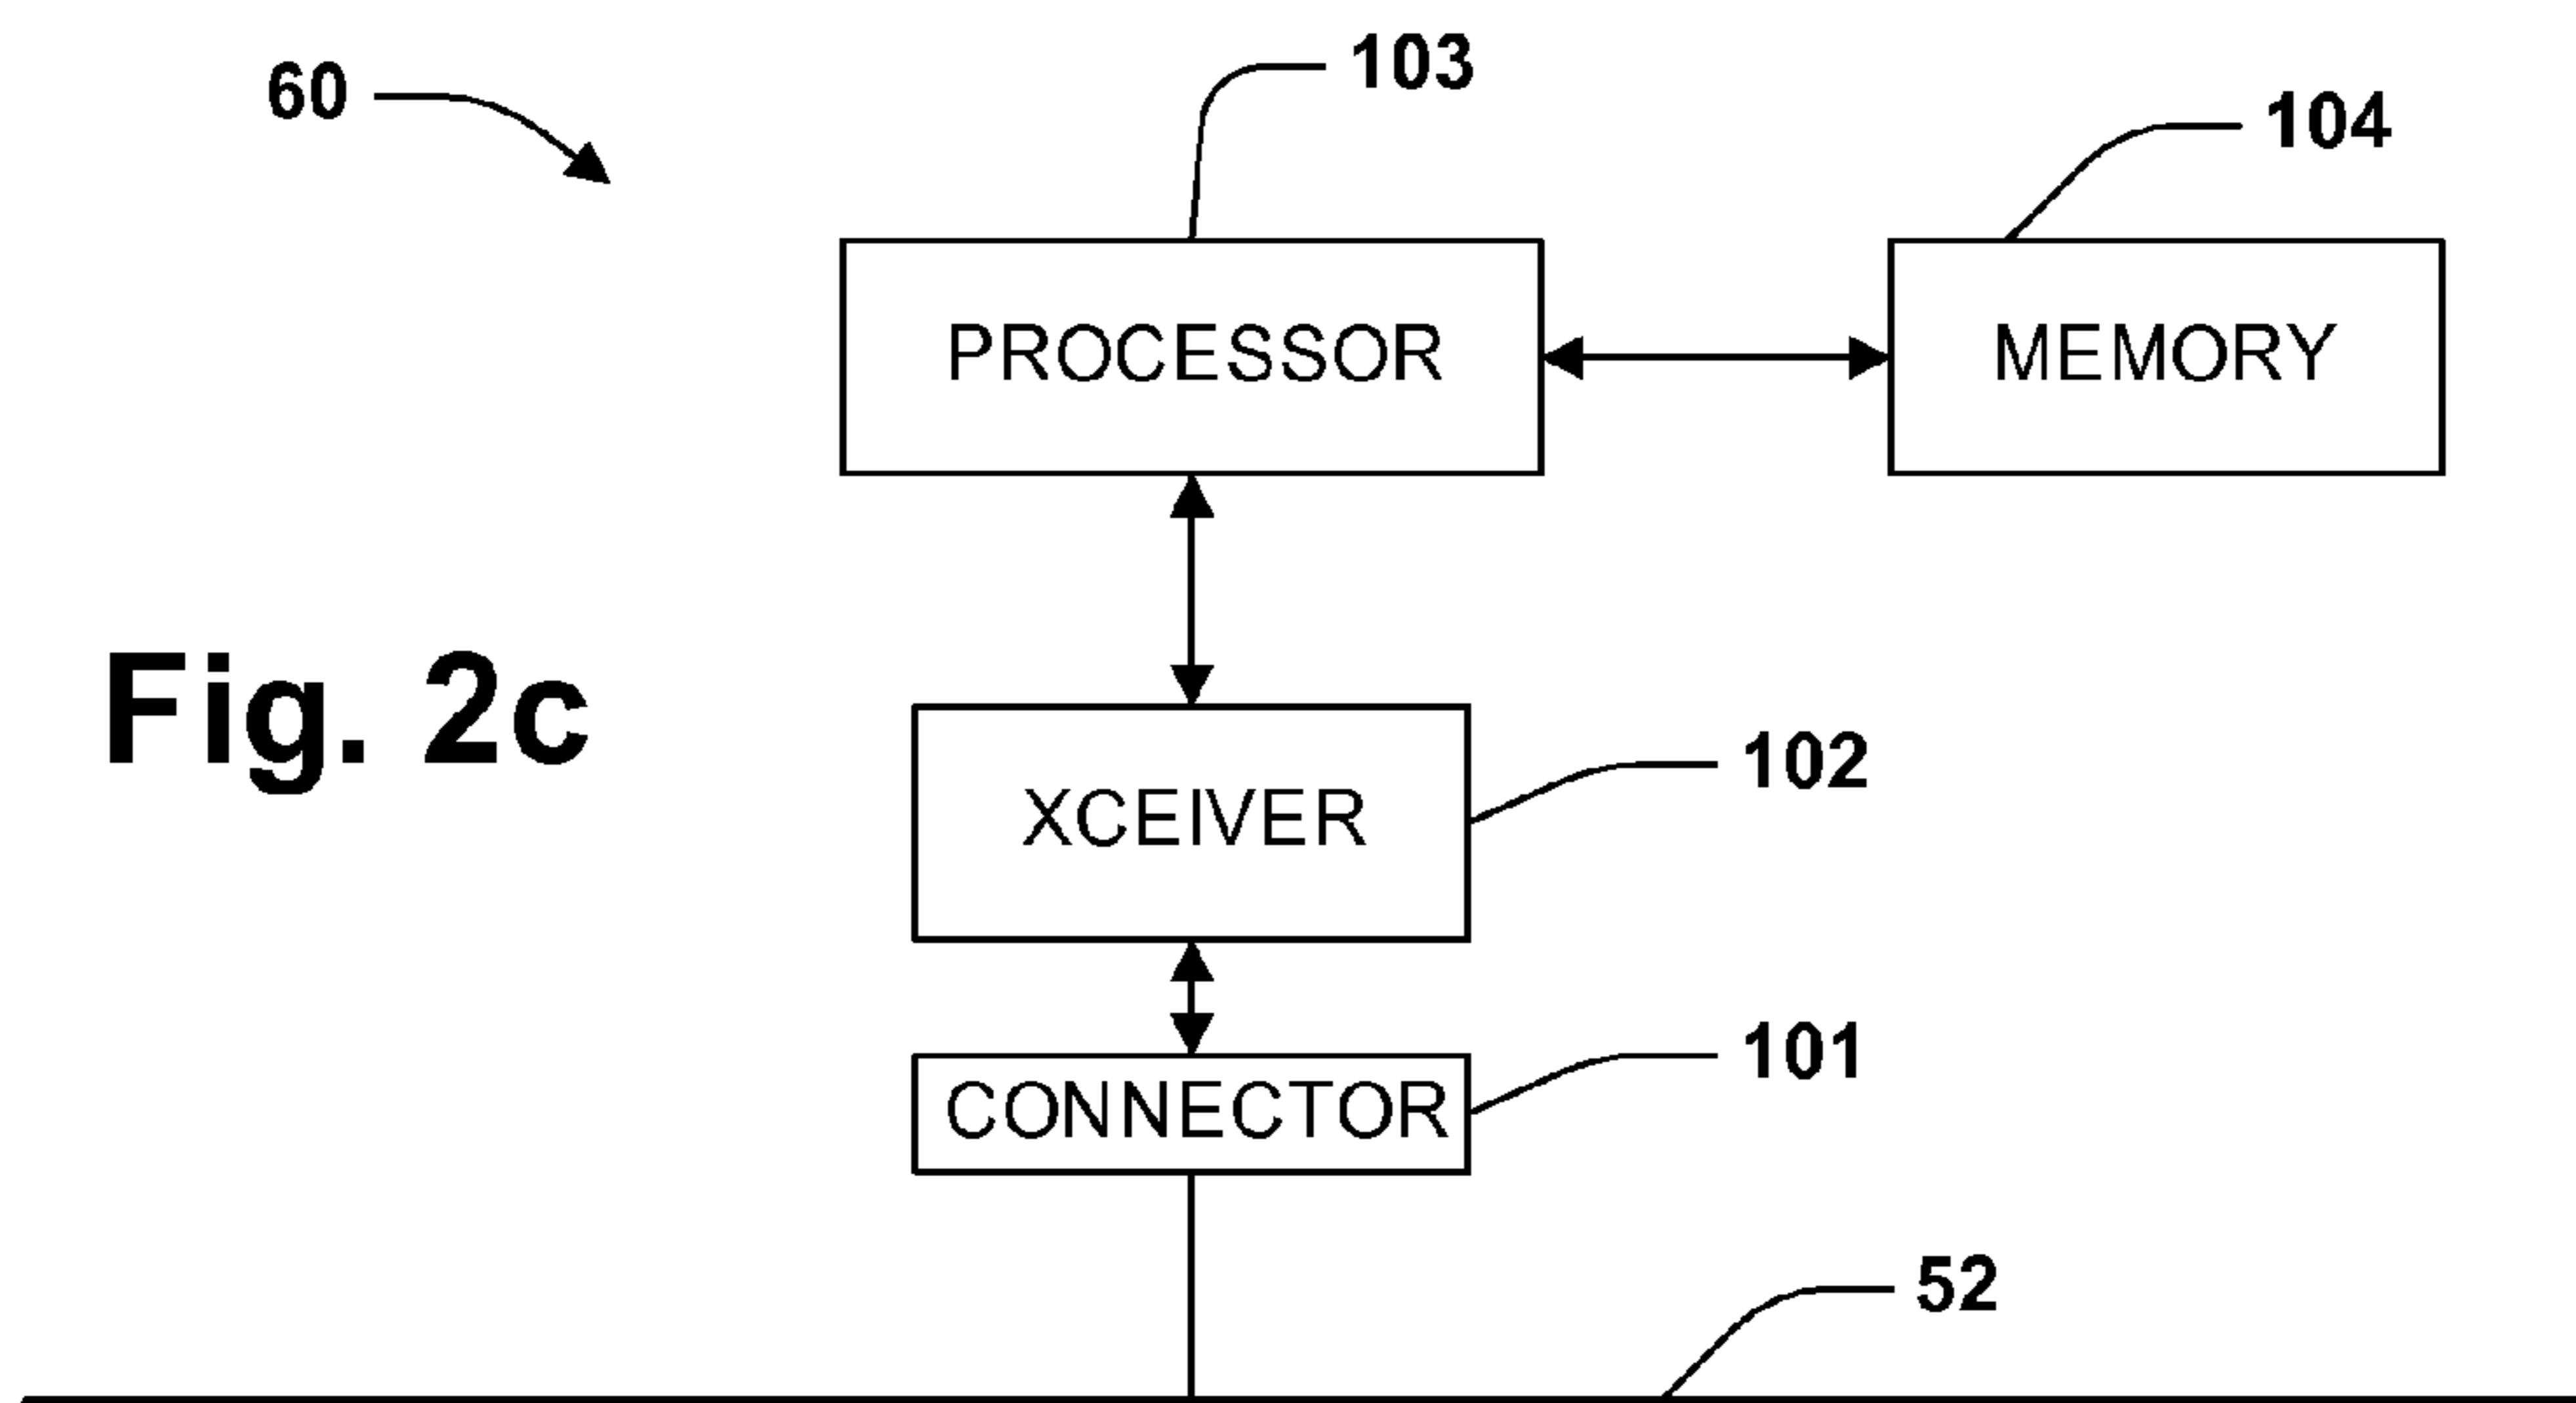 103
60
104
PROCESSOR
MEMORY
Fig. 2c
102
XCEIVER
101
CONNECTOR
52